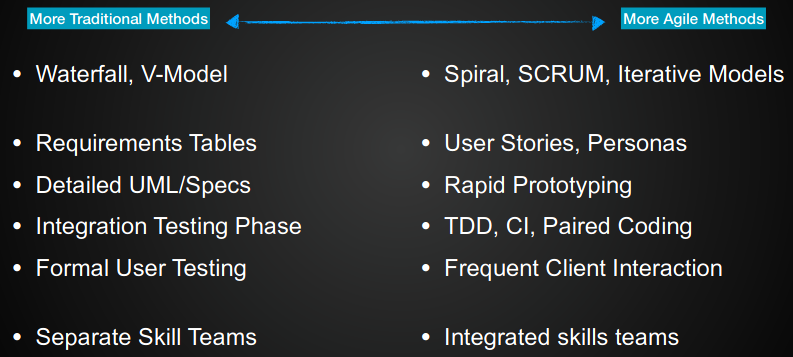 More Traditional Methods
More Agile Methods
• Waterfall, V-Model
• Spiral, SCRUM, Iterative Models
• Requirements Tables
• User Stories, Personas
• Detailed UML/Specs
• Rapid Prototyping
• Integration Testing Phase
• TDD, CI, Paired Coding
• Formal User Testing
• Frequent Client Interaction
• Separate Skill Teams
• Integrated skills teams